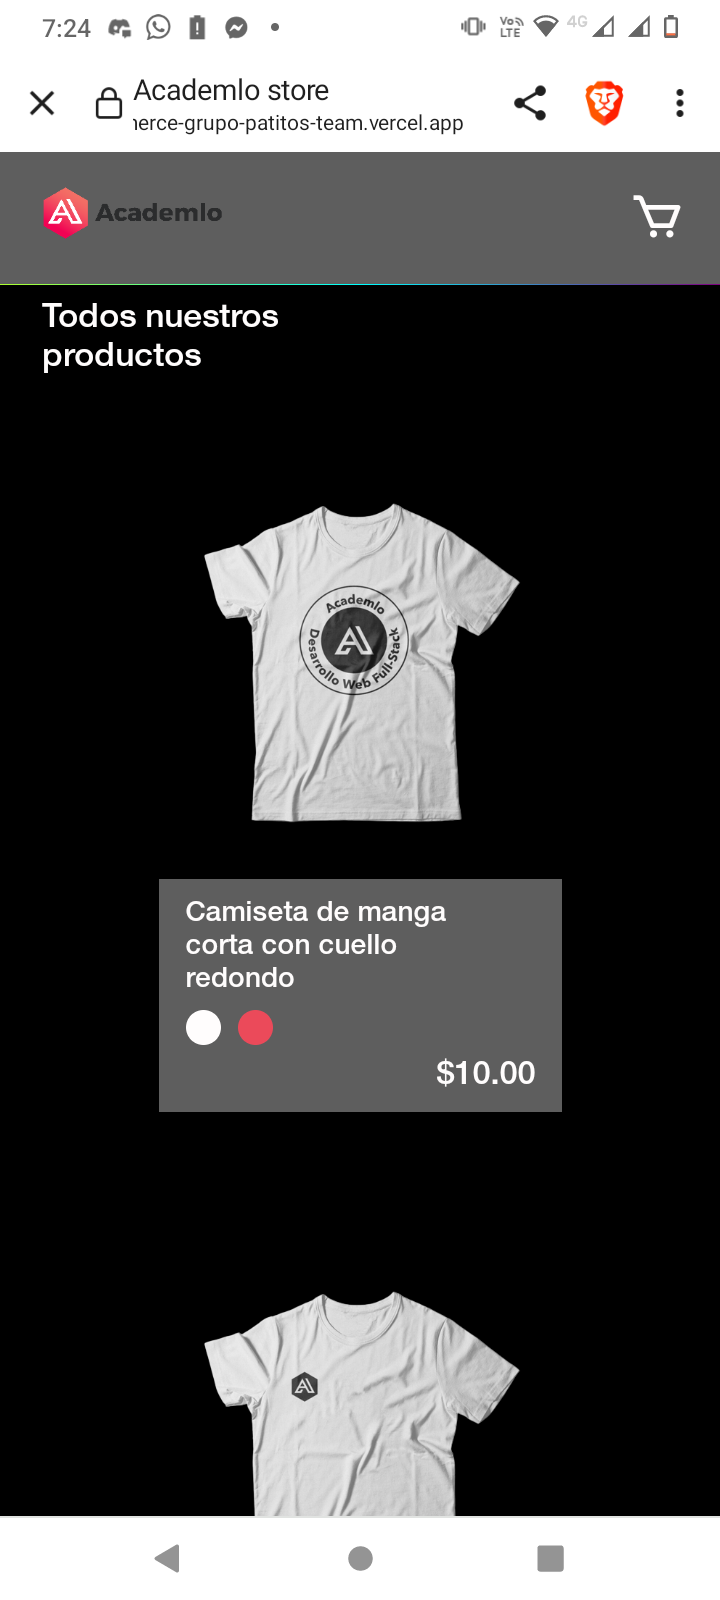 7:24
Vo LTE
4G
Academlo store
nerce-grupo-patitos-team.vercel.app
Academlo
Todos nuestros
productos
Academlo
Desarrollo Web Full-Stack
Camiseta de manga
corta con cuello
redondo
$10.00